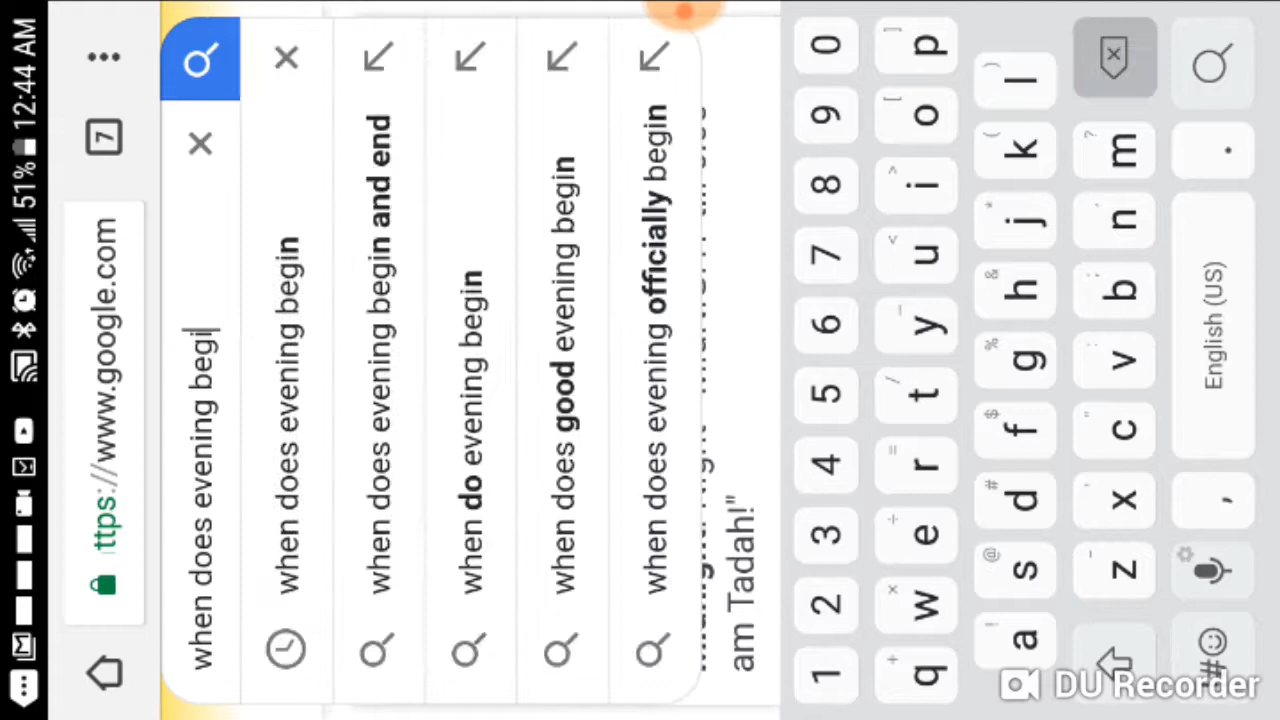 51% 12:44 AM
ttps://www.google.com
7
when does evening begi
when does evening begin
when does evening begin and end
when do evening begin
when does good evening begin
when does evening officially begin
am Tadah!"
1 2 3 4 5 6 7 8 9 0
q w e r t y u i o p
a s d f g h j k l
z x c v b n m
, English (US) .
DU Recorder